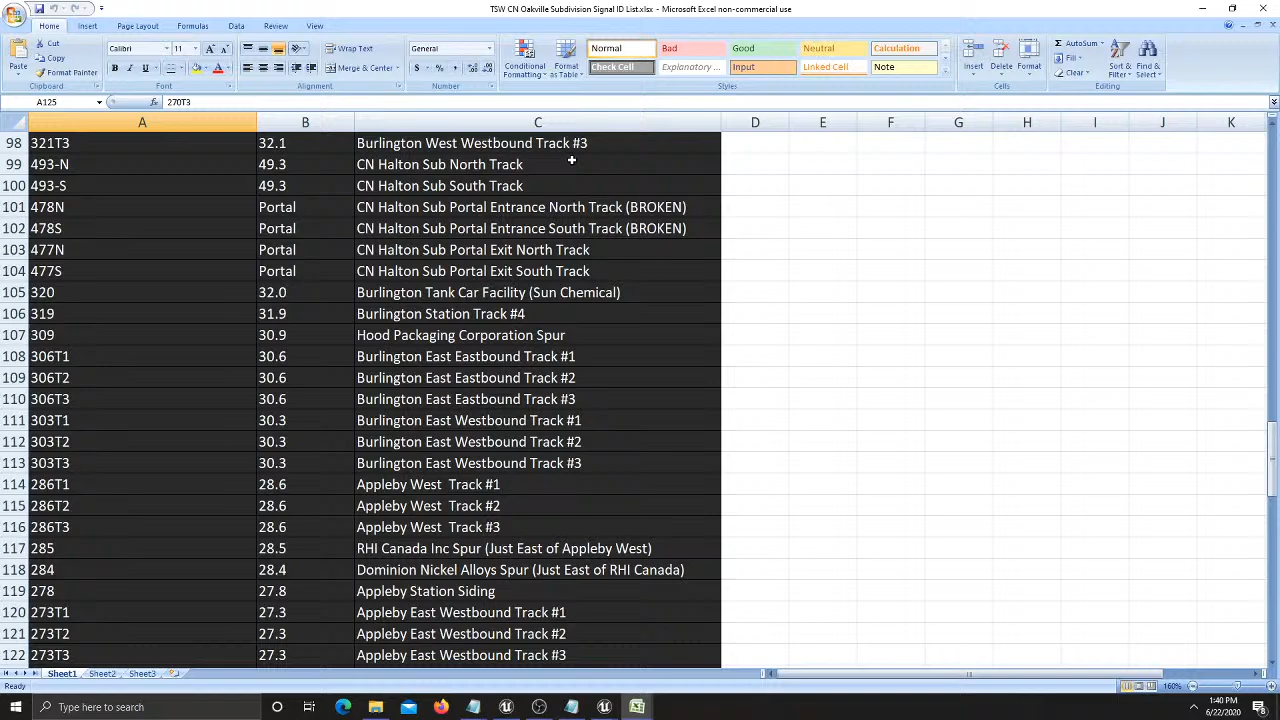 TSW CN Oakville Subdivision Signal ID List.xlsx - Microsoft Excel non-commercial use
Home Insert Page Layout Formulas Data Review View
Cut Copy Format Painter Paste Clipboard
Calibri 11 Font
Wrap Text Merge & Center Alignment
General Number
Conditional Formatting Format as Table
Normal Bad Good Neutral Calculation
Check Cell Explanatory ... Input Linked Cell Note
Styles
Insert Delete Format Cells
AutoSum Fill Clear Sort & Filter Find & Select Editing
A125 fx 270T3
A B C D E F G H I J K
98 321T3 32.1 Burlington West Westbound Track #3
99 493-N 49.3 CN Halton Sub North Track
100 493-S 49.3 CN Halton Sub South Track
101 478N Portal CN Halton Sub Portal Entrance North Track (BROKEN)
102 478S Portal CN Halton Sub Portal Entrance South Track (BROKEN)
103 477N Portal CN Halton Sub Portal Exit North Track
104 477S Portal CN Halton Sub Portal Exit South Track
105 320 32.0 Burlington Tank Car Facility (Sun Chemical)
106 319 31.9 Burlington Station Track #4
107 309 30.9 Hood Packaging Corporation Spur
108 306T1 30.6 Burlington East Eastbound Track #1
109 306T2 30.6 Burlington East Eastbound Track #2
110 306T3 30.6 Burlington East Eastbound Track #3
111 303T1 30.3 Burlington East Westbound Track #1
112 303T2 30.3 Burlington East Westbound Track #2
113 303T3 30.3 Burlington East Westbound Track #3
114 286T1 28.6 Appleby West  Track #1
115 286T2 28.6 Appleby West  Track #2
116 286T3 28.6 Appleby West  Track #3
117 285 28.5 RHI Canada Inc Spur (Just East of Appleby West)
118 284 28.4 Dominion Nickel Alloys Spur (Just East of RHI Canada)
119 278 27.8 Appleby Station Siding
120 273T1 27.3 Appleby East Westbound Track #1
121 273T2 27.3 Appleby East Westbound Track #2
122 273T3 27.3 Appleby East Westbound Track #3
Sheet1 Sheet2 Sheet3
Ready 160%
Type here to search
1:40 PM
6/22/2020